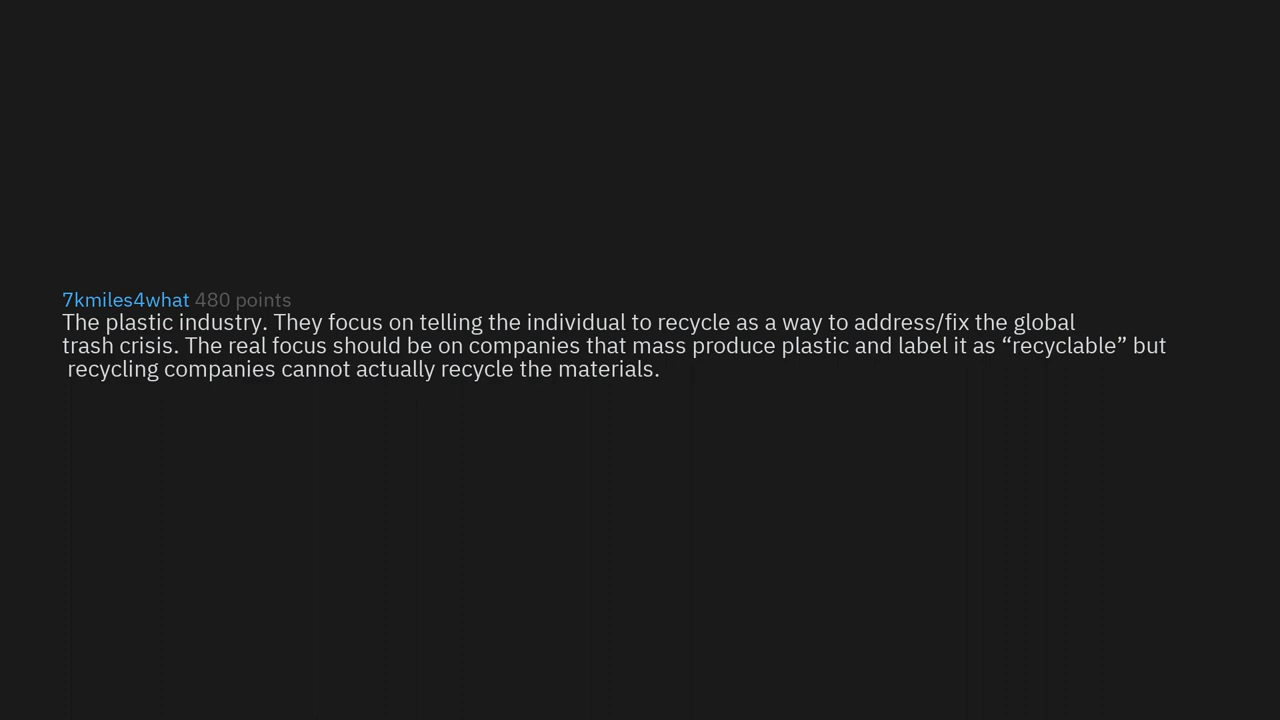 7kmiles4what 480 points
The plastic industry. They focus on telling the individual to recycle as a way to address/fix the global
trash crisis. The real focus should be on companies that mass produce plastic and label it as “recyclable” but
recycling companies cannot actually recycle the materials.